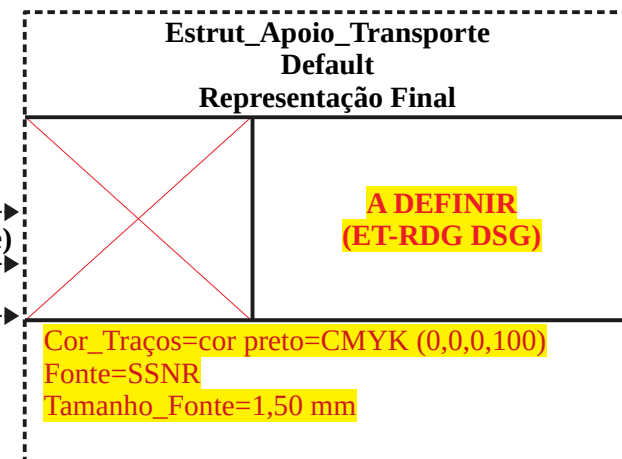 Estrut_Apoio_Transporte
Default
Representação Final
A DEFINIR
(ET-RDG DSG)
Cor_Traços=cor preto=CMYK (0,0,0,100)
Fonte=SSNR
Tamanho_Fonte=1,50 mm